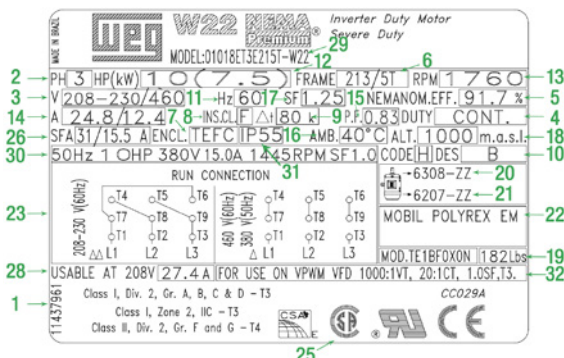 MADE IN BRAZIL
weg W22 NEMA Premium® Inverter Duty Motor
Severe Duty
29
MODEL:01018ET3E215T-W22
12 6
2 PH 3 HP(kW) 10(7.5) FRAME 213/5T RPM 1760 13
3 V 208-230/460 11 Hz 60 17 SF 1.25 15 NEMA NOM.EFF. 91.7 % 5
14 A 24.8/12.4 7 8 INS.CL. F Δt 80 k 9 P.F. 0.83 DUTY CONT. 4
26 SFA 31/15.5 A ENCL. TEFC IP55 16 AMB. 40°C ALT. 1000 m.a.s.l. 18
30 50Hz 10HP 380V 15.0A 1445RPM SF1.0 CODE H DES B 10
31
RUN CONNECTION
6308-ZZ 20
6207-ZZ 21
23
208-230 V(60Hz)
T4 T5 T6
T7 T8 T9
T1 T2 T3
ΔΔ L1 L2 L3
460 V(60Hz)
380 V(50Hz)
T4 T5 T6
T7 T8 T9
T1 T2 T3
Δ L1 L2 L3
MOBIL POLYREX EM 22
MOD.TE1BFOXON 182Lbs 19
28 USABLE AT 208V 27.4A FOR USE ON VPWM VFD 1000:1VT, 20:1CT, 1.0SF,T3. 32
1
11437961
Class I, Div. 2, Gr. A, B, C & D - T3
Class I, Zone 2, IIC - T3
Class II, Div. 2, Gr. F and G - T4
CSA E
SA
®
UR
CC029A
CE
25